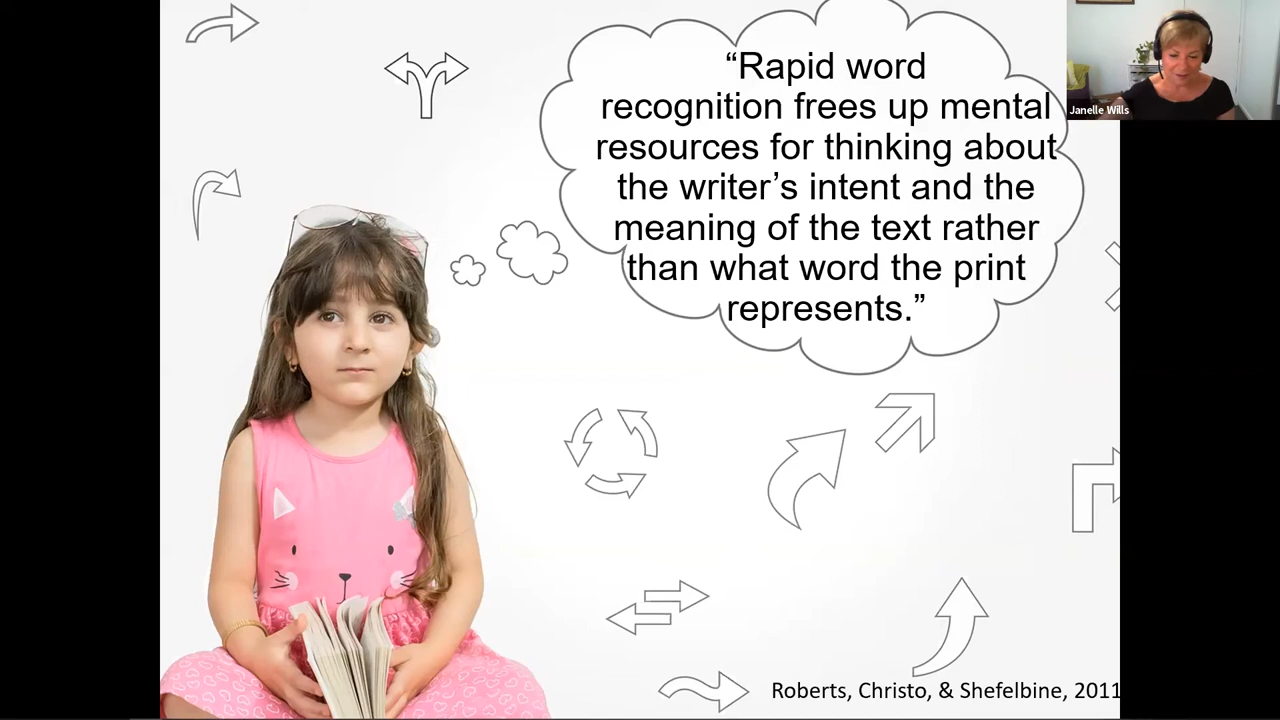 “Rapid word
recognition frees up mental
resources for thinking about
the writer’s intent and the
meaning of the text rather
than what word the print
represents.”
Janelle Wills
Roberts, Christo, & Shefelbine, 2011